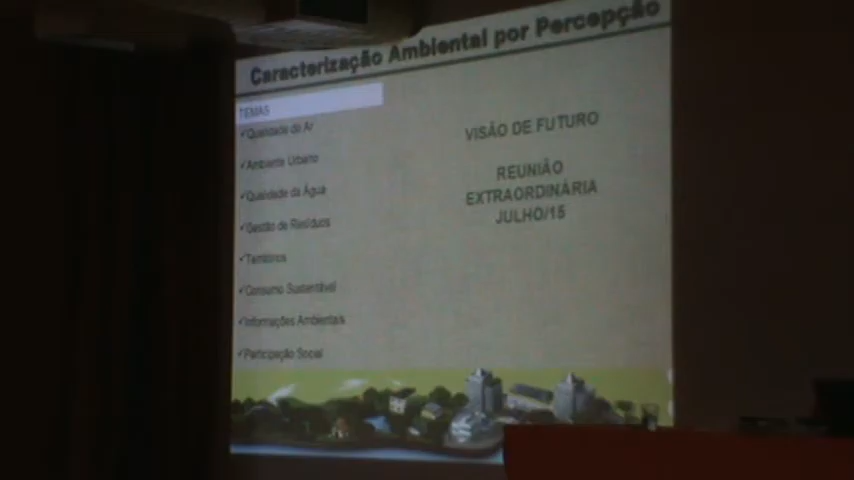 Caracterização Ambiental por Percepção
TEMAS
✓Qualidade do Ar
✓Ambiente Urbano
✓Qualidade da Água
✓Gestão de Resíduos
✓Territórios
✓Consumo Sustentável
✓Informações Ambientais
✓Participação Social
VISÃO DE FUTURO
REUNIÃO
EXTRAORDINÁRIA
JULHO/15